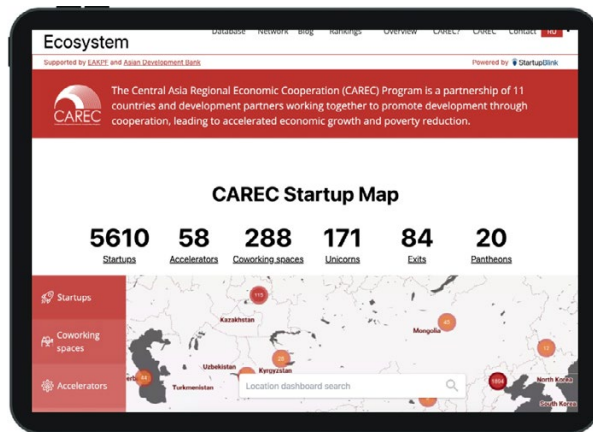 Ecosystem
Database Network Blog Rankings Overview CAREC? CAREC Contact RU
Supported by EAKPF and Asian Development Bank
Powered by StartupBlink
CAREC
The Central Asia Regional Economic Cooperation (CAREC) Program is a partnership of 11
countries and development partners working together to promote development through
cooperation, leading to accelerated economic growth and poverty reduction.
CAREC Startup Map
5610 58 288 171 84 20
Startups Accelerators Coworking spaces Unicorns Exits Pantheons
Startups
Coworking
spaces
Accelerators
Kazakhstan
Mongolia
Uzbekistan
Kyrgyzstan
Turkmenistan
North Korea
South Korea
Location dashboard search